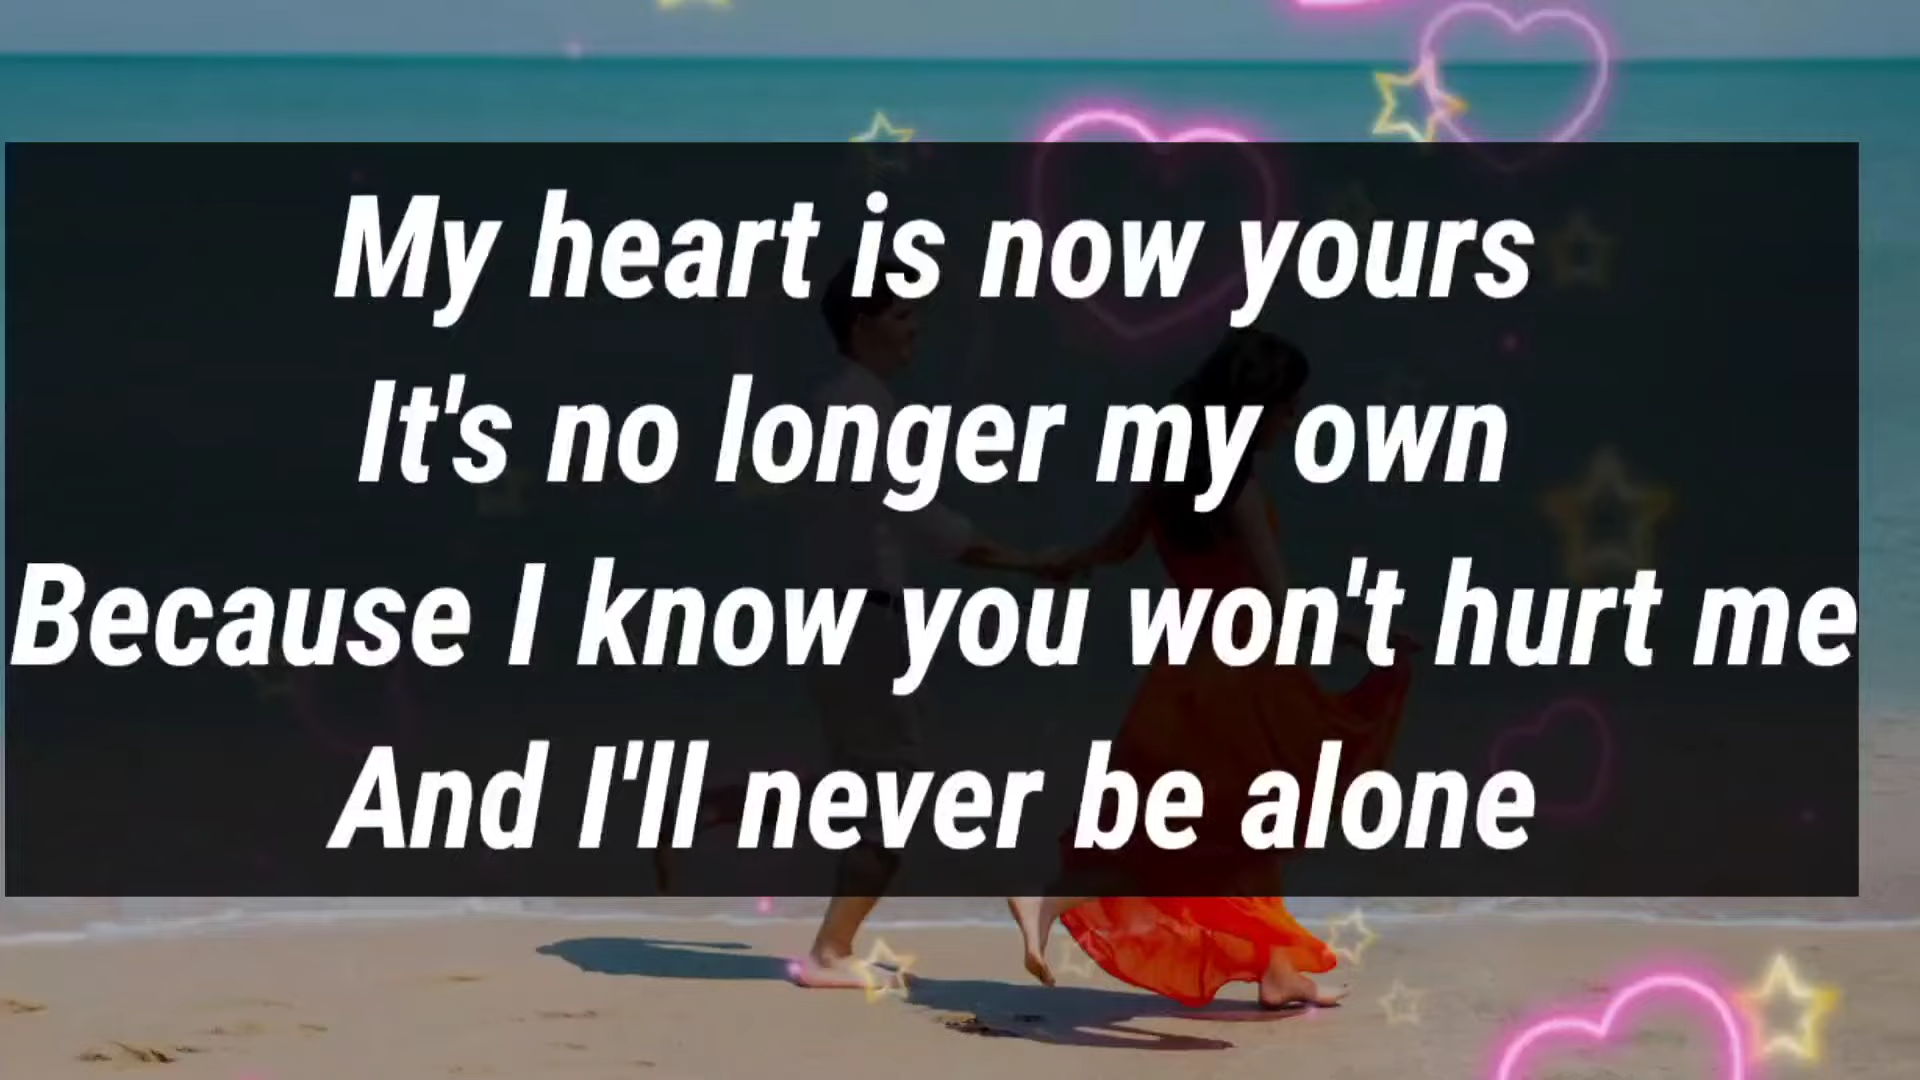 My heart is now yours
It's no longer my own
Because I know you won't hurt me
And I'll never be alone